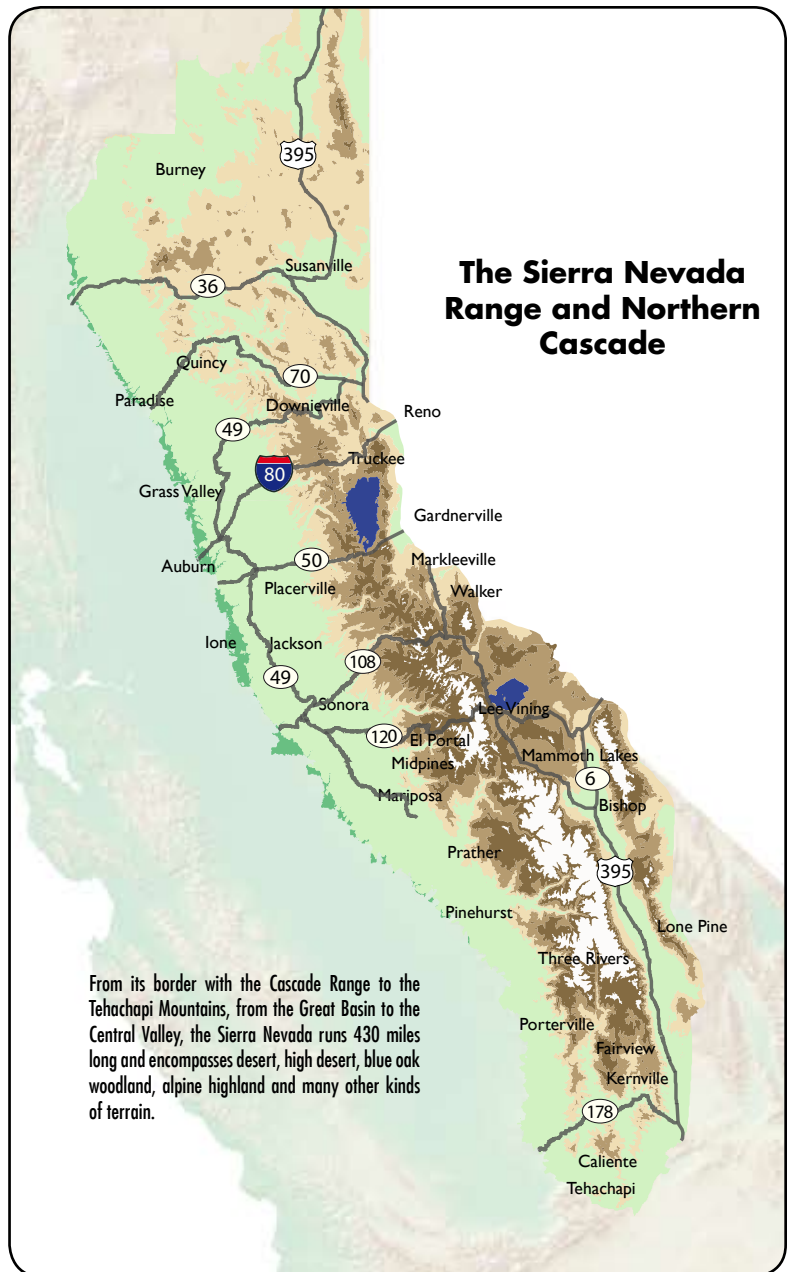 395
Burney
Susanville
36
The Sierra Nevada
Range and Northern
Cascade
Quincy
70
Paradise
Downieville
Reno
49
Truckee
80
Grass Valley
Gardnerville
50
Markleeville
Auburn
Placerville
Walker
Ione
Jackson
108
49
Sonora
Lee Vining
120
El Portal
Mammoth Lakes
Midpines
6
Mariposa
Bishop
Prather
395
Pinehurst
Lone Pine
Three Rivers
From its border with the Cascade Range to the
Tehachapi Mountains, from the Great Basin to the
Central Valley, the Sierra Nevada runs 430 miles
long and encompasses desert, high desert, blue oak
woodland, alpine highland and many other kinds
of terrain.
Porterville
Fairview
Kernville
178
Caliente
Tehachapi